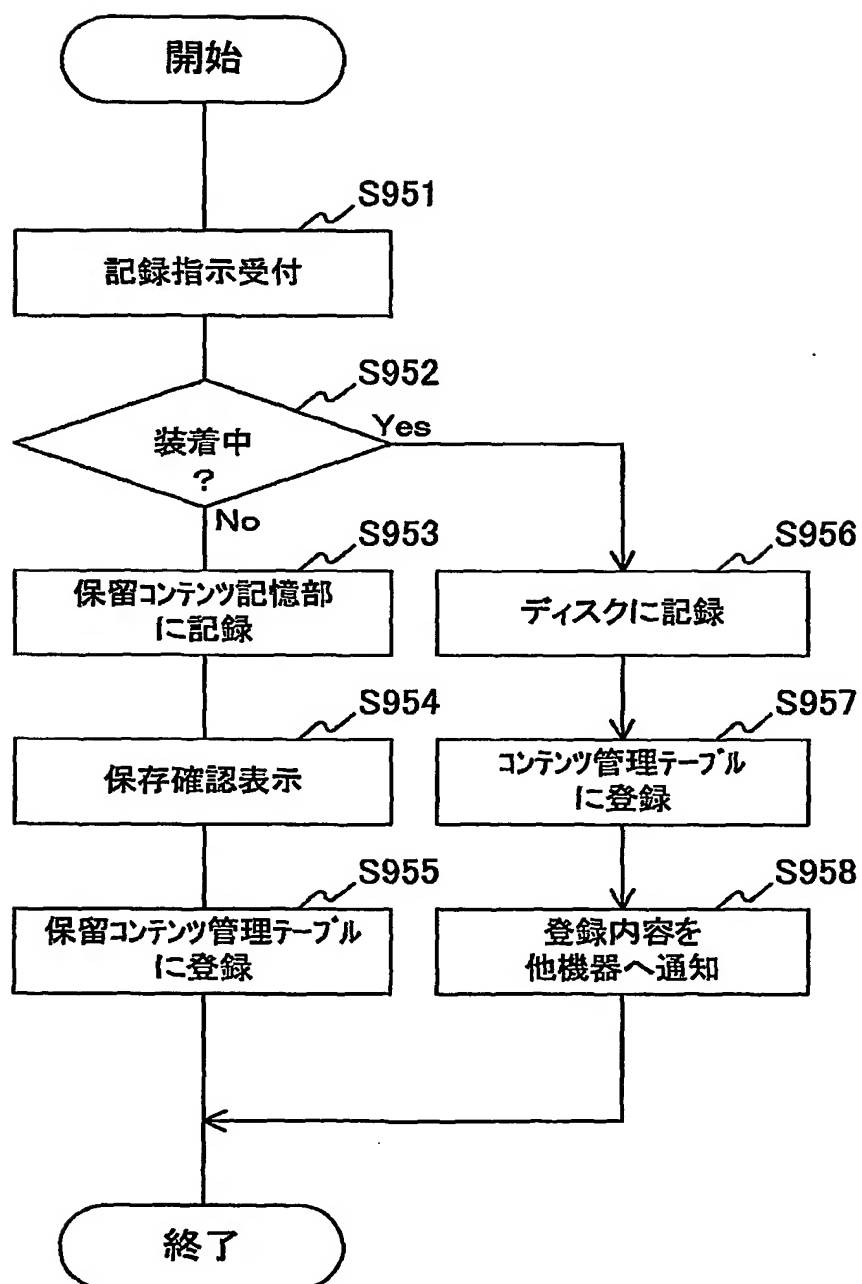 開始
S951
記録指示受付
S952
装着中
?
Yes
No
S953
保留コンテンツ記憶部
に記録
S954
保存確認表示
S955
保留コンテンツ管理テーブル
に登録
S956
ディスクに記録
S957
コンテンツ管理テーブル
に登録
S958
登録内容を
他機器へ通知
終了